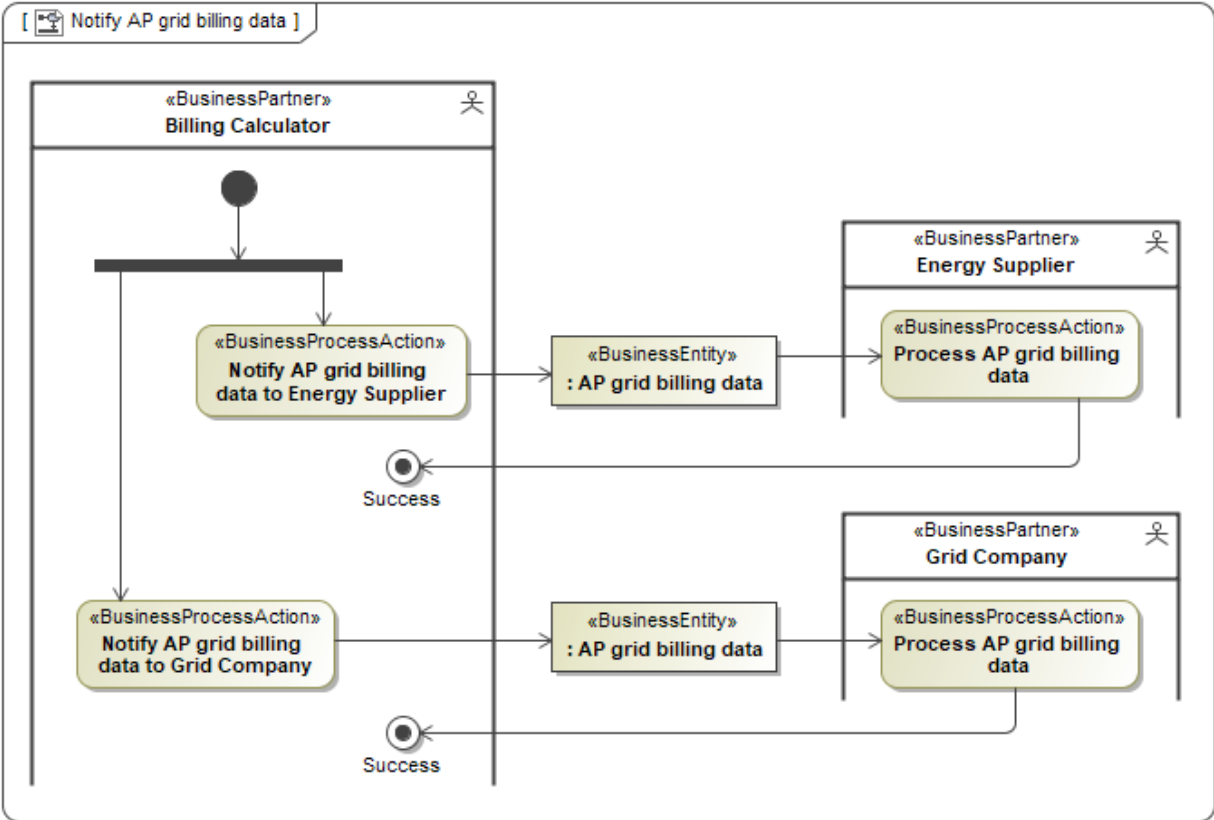 [ Notify AP grid billing data ]
«BusinessPartner»
Billing Calculator
«BusinessPartner»
Energy Supplier
«BusinessProcessAction»
Notify AP grid billing
data to Energy Supplier
«BusinessEntity»
: AP grid billing data
«BusinessProcessAction»
Process AP grid billing
data
Success
«BusinessPartner»
Grid Company
«BusinessProcessAction»
Notify AP grid billing
data to Grid Company
«BusinessEntity»
: AP grid billing data
«BusinessProcessAction»
Process AP grid billing
data
Success